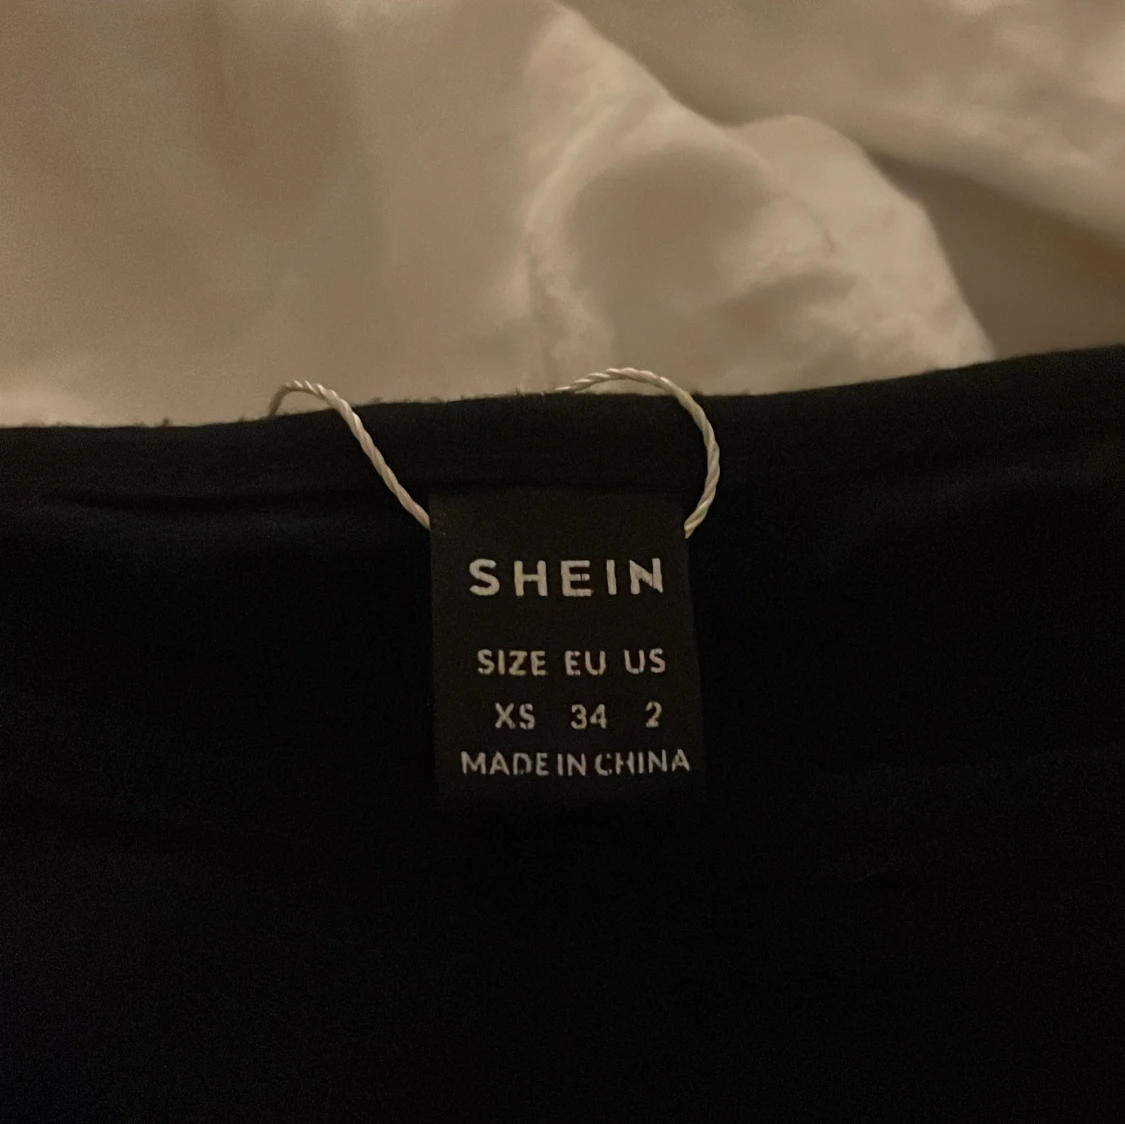 SHEIN
SIZE EU US
XS 34 2
MADE IN CHINA